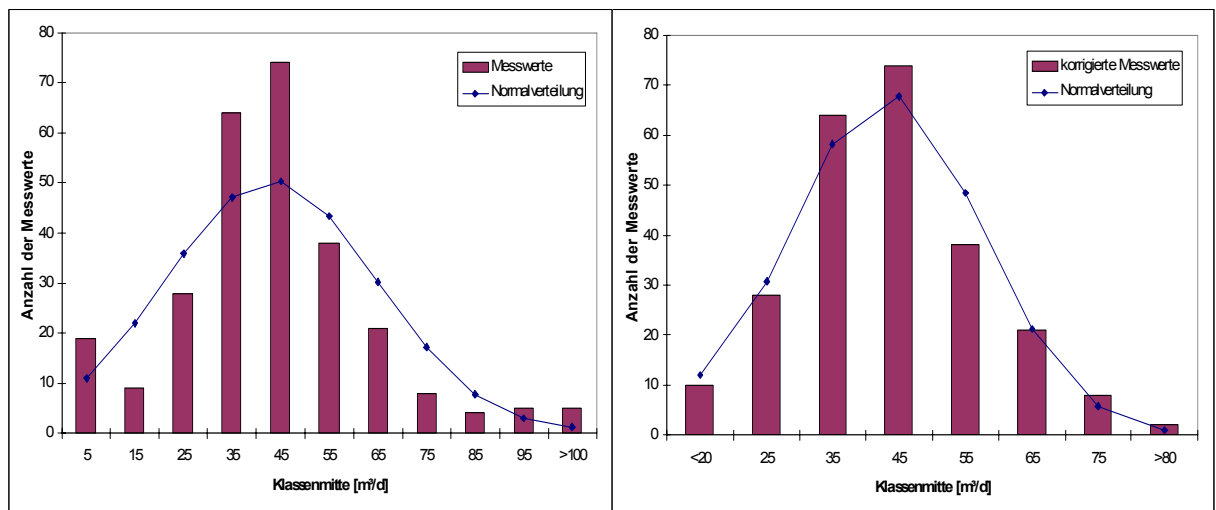 80
70
60
50
40
30
20
10
0
Anzahl der Messwerte
Messwerte
Normalverteilung
5 15 25 35 45 55 65 75 85 95 >100
Klassenmitte [m³/d]
80
70
60
50
40
30
20
10
0
Anzahl der Messwerte
korrigierte Messwerte
Normalverteilung
<20 25 35 45 55 65 75 >80
Klassenmitte [m³/d]